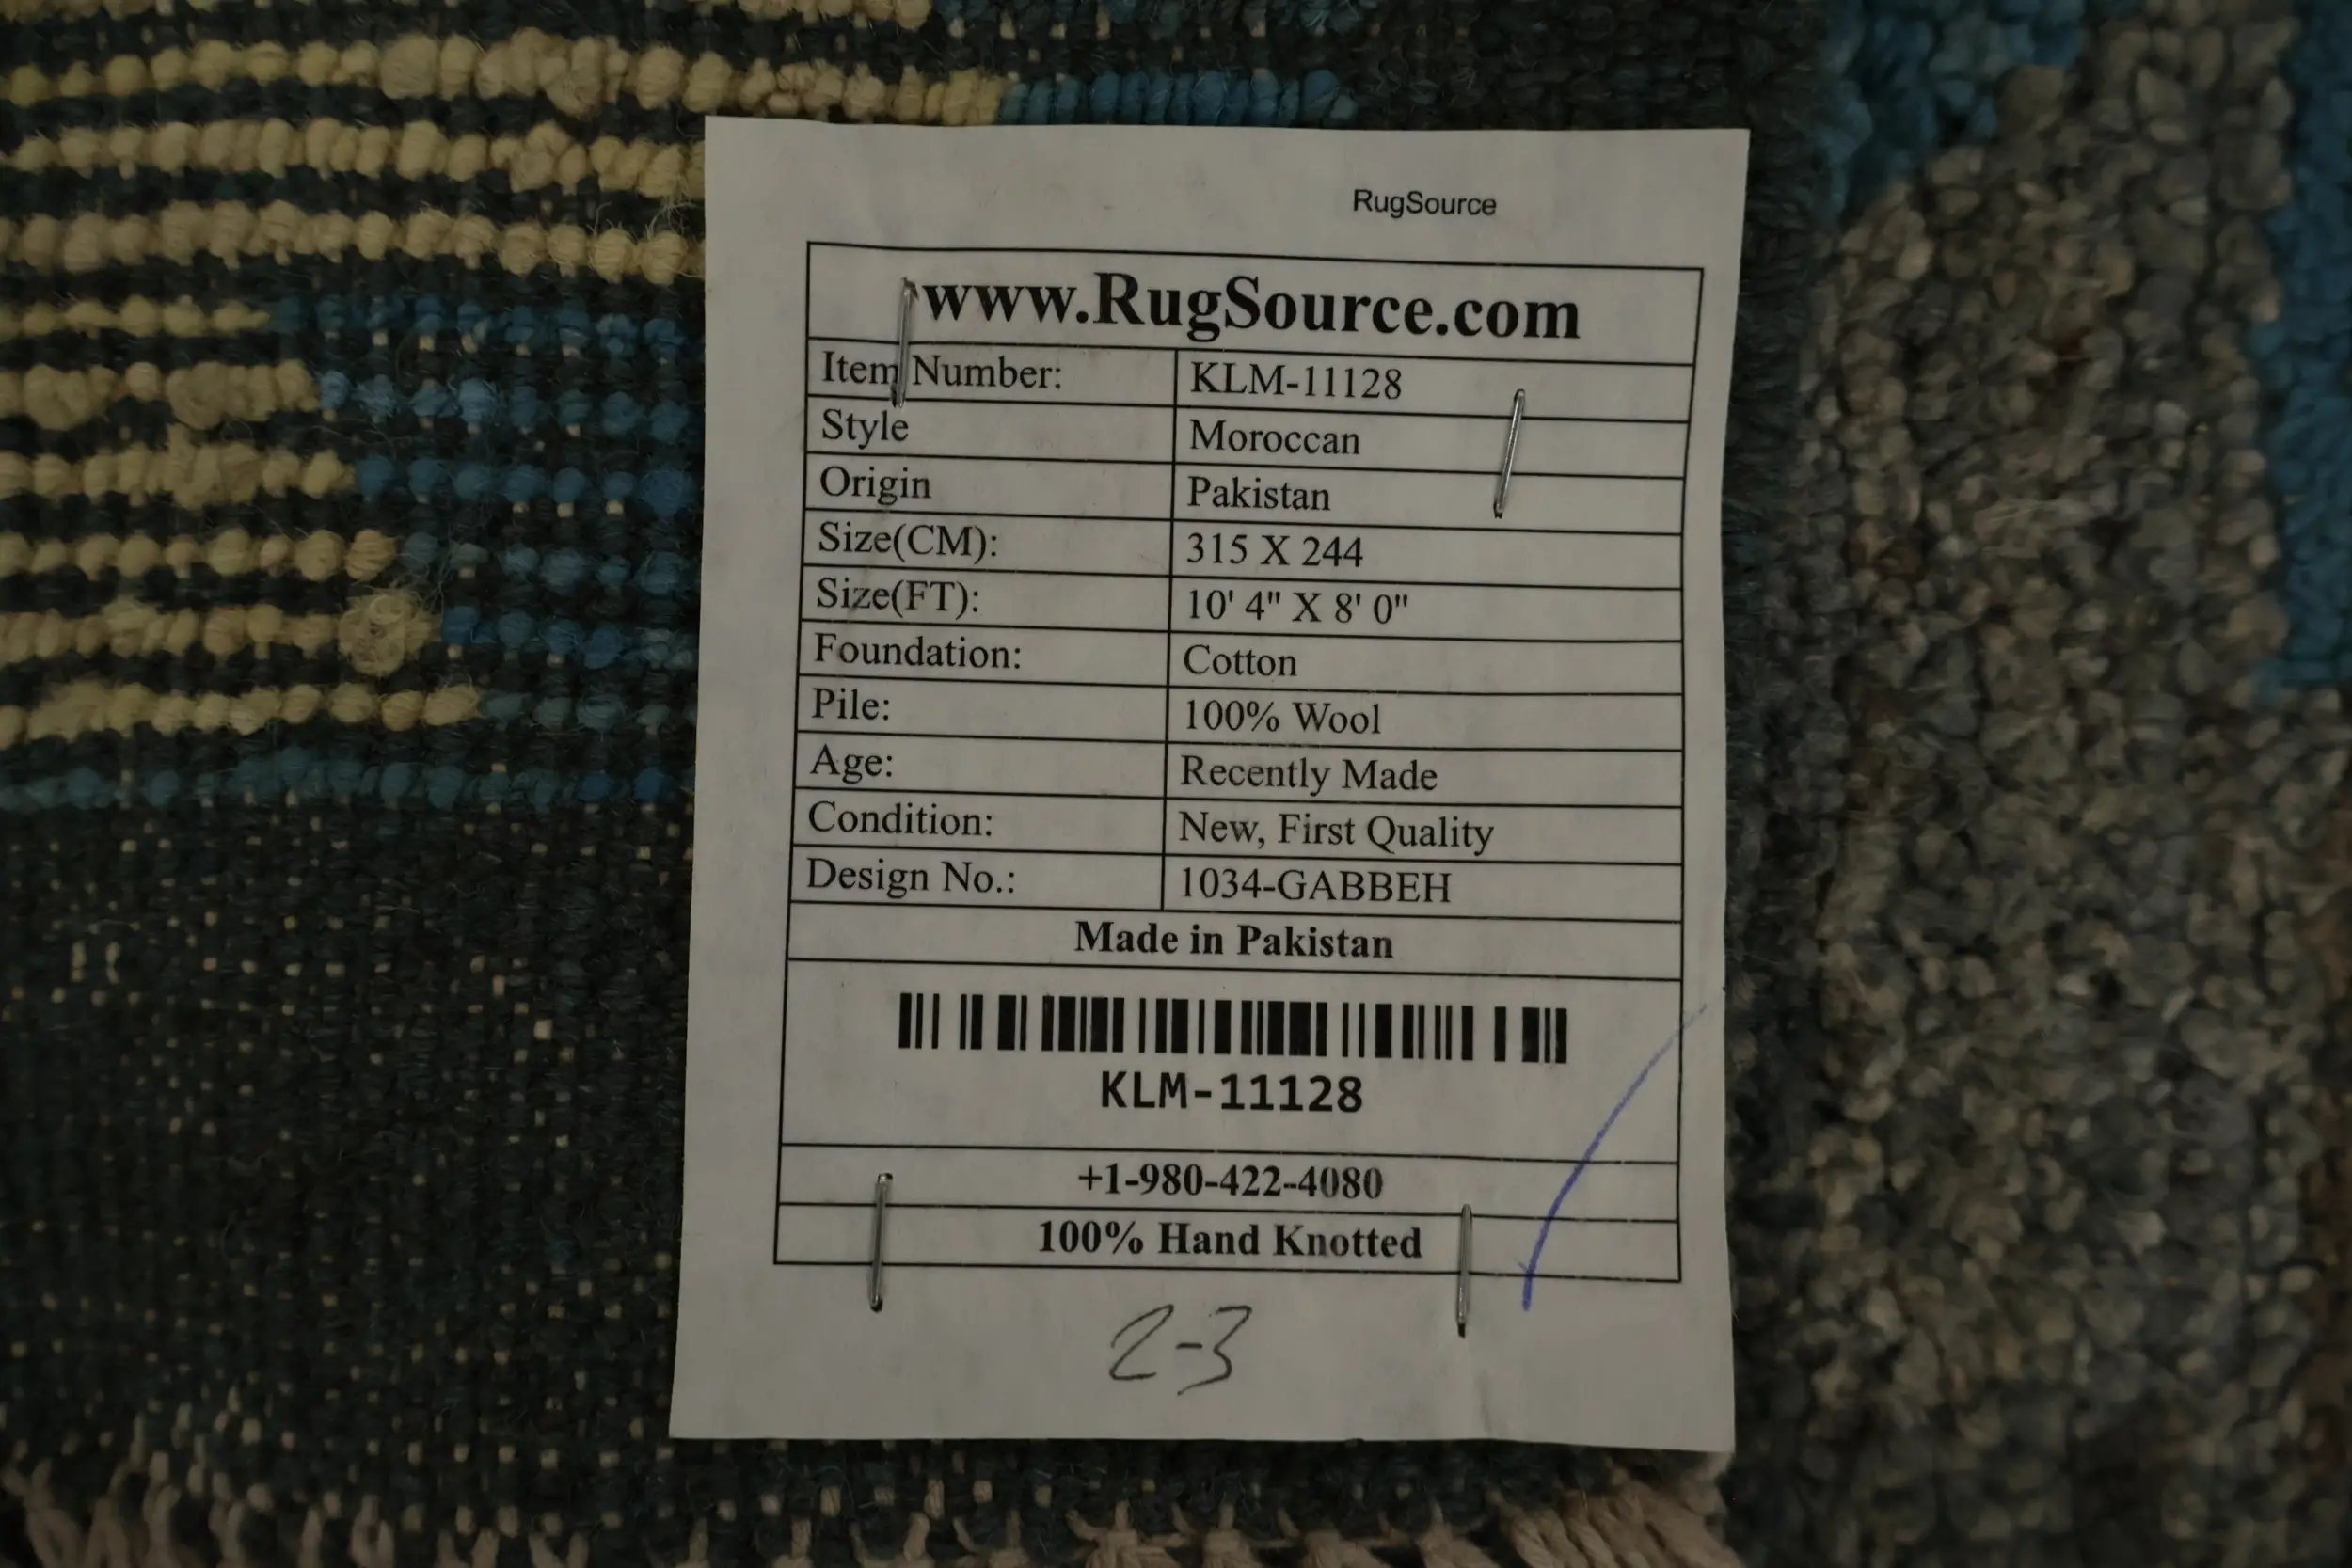 RugSource
www.RugSource.com
Item Number: KLM-11128
Style Moroccan
Origin Pakistan
Size(CM): 315 X 244
Size(FT): 10' 4" X 8' 0"
Foundation: Cotton
Pile: 100% Wool
Age: Recently Made
Condition: New, First Quality
Design No.: 1034-GABBEH
Made in Pakistan
KLM-11128
+1-980-422-4080
100% Hand Knotted
2-3